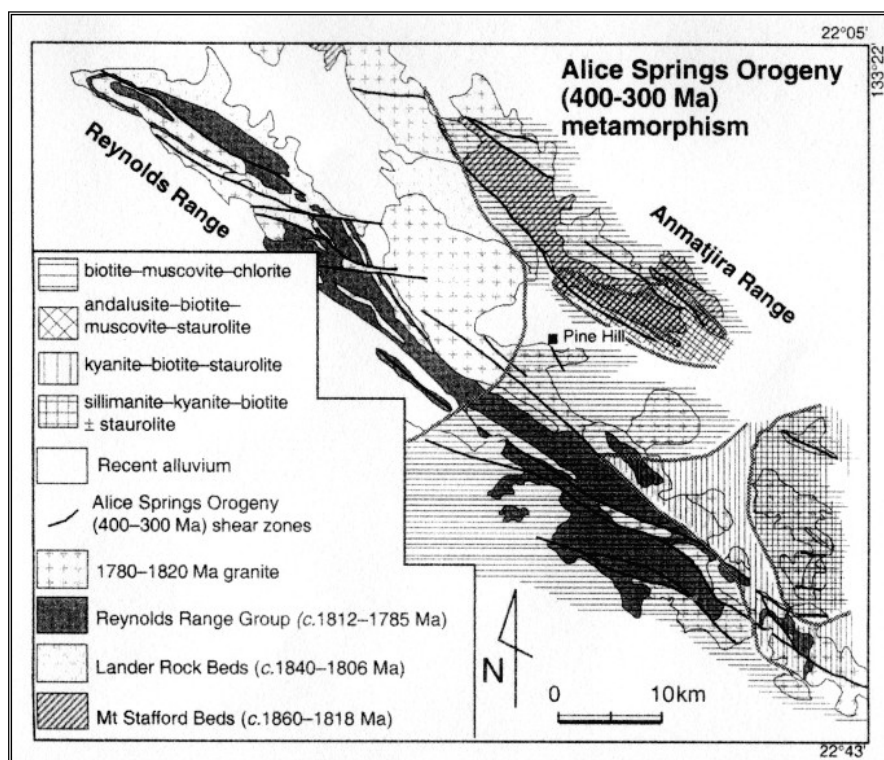 22°05'
133°22'
Alice Springs Orogeny
(400-300 Ma)
metamorphism
Reynolds Range
Anmatjira Range
Pine Hill
biotite–muscovite–chlorite
andalusite–biotite–
muscovite–staurolite
kyanite–biotite–staurolite
sillimanite–kyanite–biotite
± staurolite
Recent alluvium
Alice Springs Orogeny
(400–300 Ma) shear zones
1780–1820 Ma granite
Reynolds Range Group (c.1812–1785 Ma)
Lander Rock Beds (c.1840–1806 Ma)
Mt Stafford Beds (c.1860–1818 Ma)
N
0 10km
22°43'